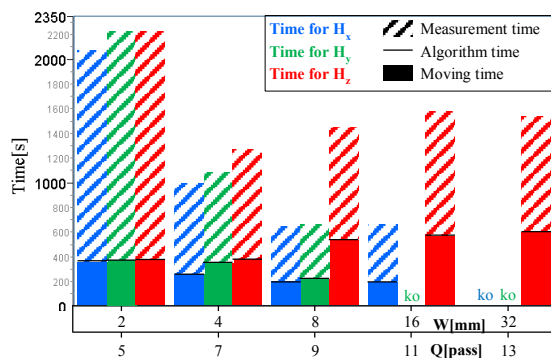 Time for Hx
Time for Hy
Time for Hz
Measurement time
Algorithm time
Moving time
Time[s]
2350
2200
2000
1800
1600
1400
1200
1000
800
600
400
200
0
ko
ko ko
2 4 8 16 W[mm] 32
5 7 9 11 Q[pass] 13